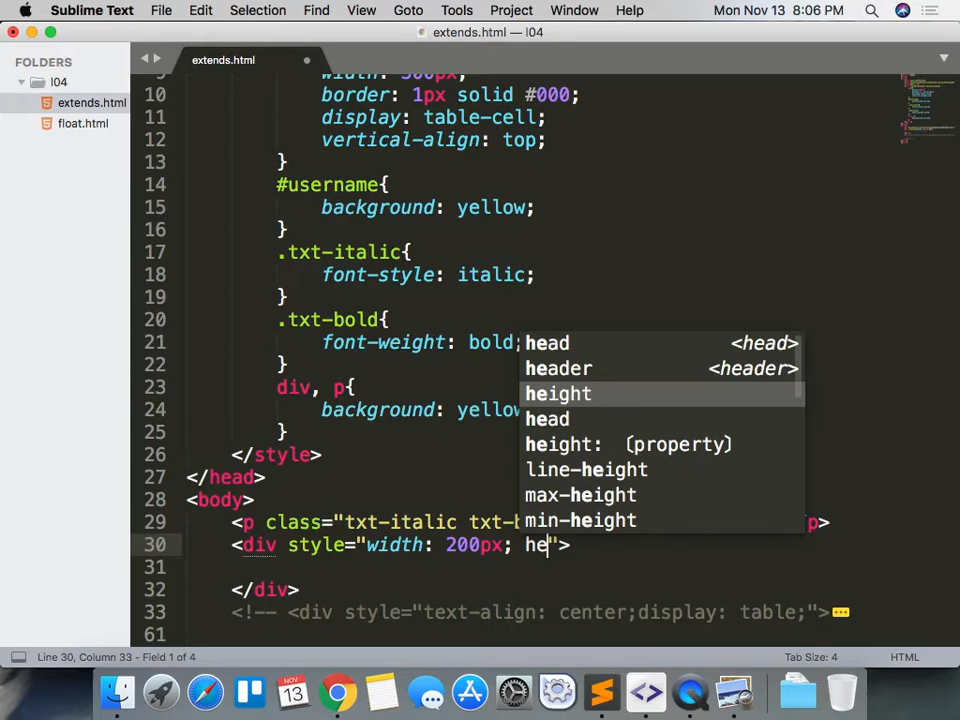 Sublime Text File Edit Selection Find View Goto Tools Project Window Help Mon Nov 13 8:06 PM
extends.html — l04
FOLDERS
l04
extends.html
float.html
extends.html
10 border: 1px solid #000;
11 display: table-cell;
12 vertical-align: top;
13 }
14 #username{
15 background: yellow;
16 }
17 .txt-italic{
18 font-style: italic;
19 }
20 .txt-bold{
21 font-weight: bold;
22 }
23 div, p{
24 background: yellow
25 }
26 </style>
27 </head>
28 <body>
29 <p class="txt-italic txt-b p>
30 <div style="width: 200px; he">
31
32 </div>
33 <!-- <div style="text-align: center;display: table;">
61
head <head>
header <header>
height
head
height: (property)
line-height
max-height
min-height
Line 30, Column 33 - Field 1 of 4 Tab Size: 4 HTML
NOV
13